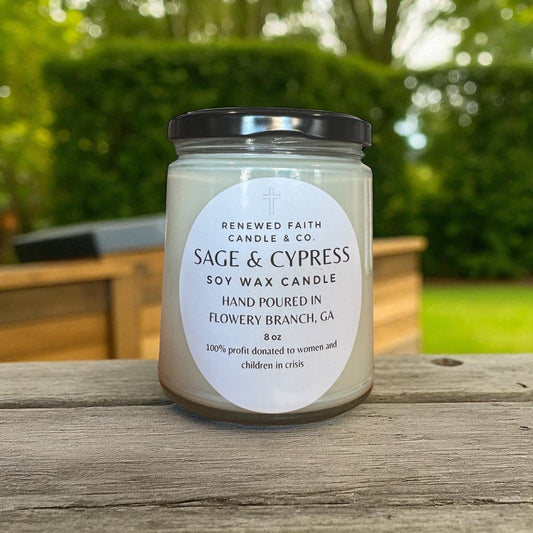 RENEWED FAITH
CANDLE & CO.
SAGE & CYPRESS
SOY WAX CANDLE
HAND POURED IN
FLOWERY BRANCH, GA
8 oz
100% profit donated to women and
children in crisis